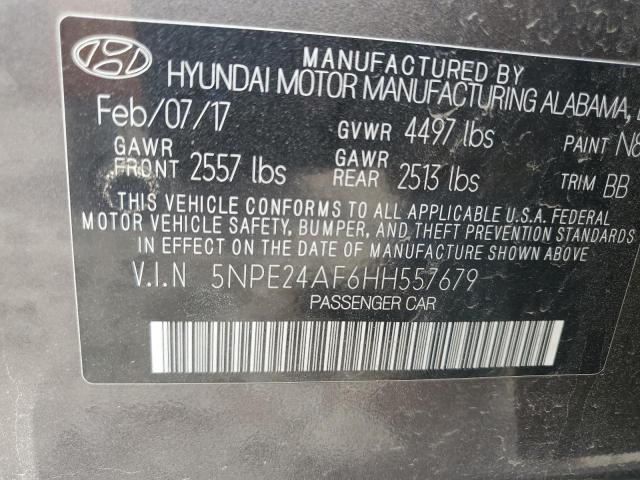 MANUFACTURED BY
HYUNDAI MOTOR MANUFACTURING ALABAMA,
Feb/07/17 GVWR 4497 lbs PAINT N8
GAWR FRONT 2557 lbs GAWR REAR 2513 lbs TRIM BB
THIS VEHICLE CONFORMS TO ALL APPLICABLE U.S.A. FEDERAL
MOTOR VEHICLE SAFETY, BUMPER, AND THEFT PREVENTION STANDARDS
IN EFFECT ON THE DATE OF MANUFACTURE SHOWN ABOVE.
V.I.N 5NPE24AF6HH557679
PASSENGER CAR